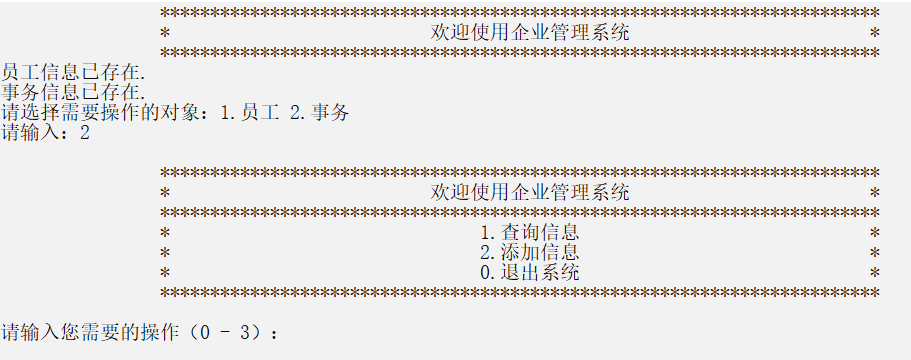 ************************************************************************
* 欢迎使用企业管理系统 *
************************************************************************
员工信息已存在.
事务信息已存在.
请选择需要操作的对象：1.员工 2.事务
请输入：2
************************************************************************
* 欢迎使用企业管理系统 *
************************************************************************
* 1.查询信息 *
* 2.添加信息 *
* 0.退出系统 *
************************************************************************
请输入您需要的操作（0 - 3）：